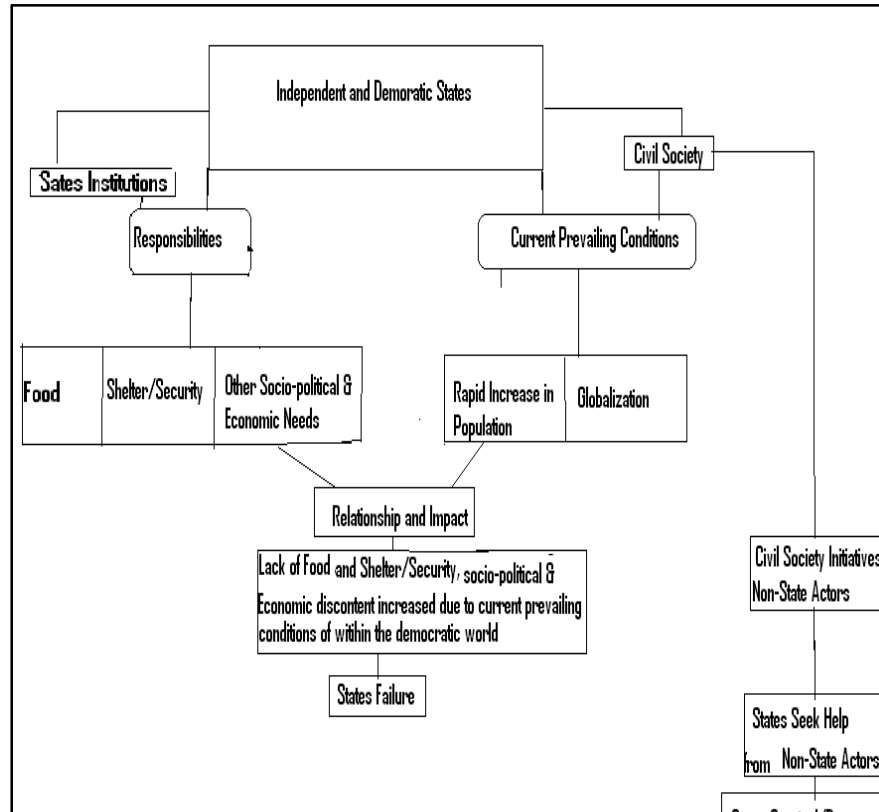 Independent and Demoratic States
Civil Society
Sates Institutions
Responsibilities
Current Prevailing Conditions
Food
Shelter/Security
Other Socio-political &
Economic Needs
Rapid Increase in
Population
Globalization
Relationship and Impact
Lack of Food and Shelter/Security, socio-political &
Economic discontent increased due to current prevailing
conditions of witihin the democratic world
States Failure
Civil Society Initiatives
Non-State Actors
States Seek Help
from Non-State Actors